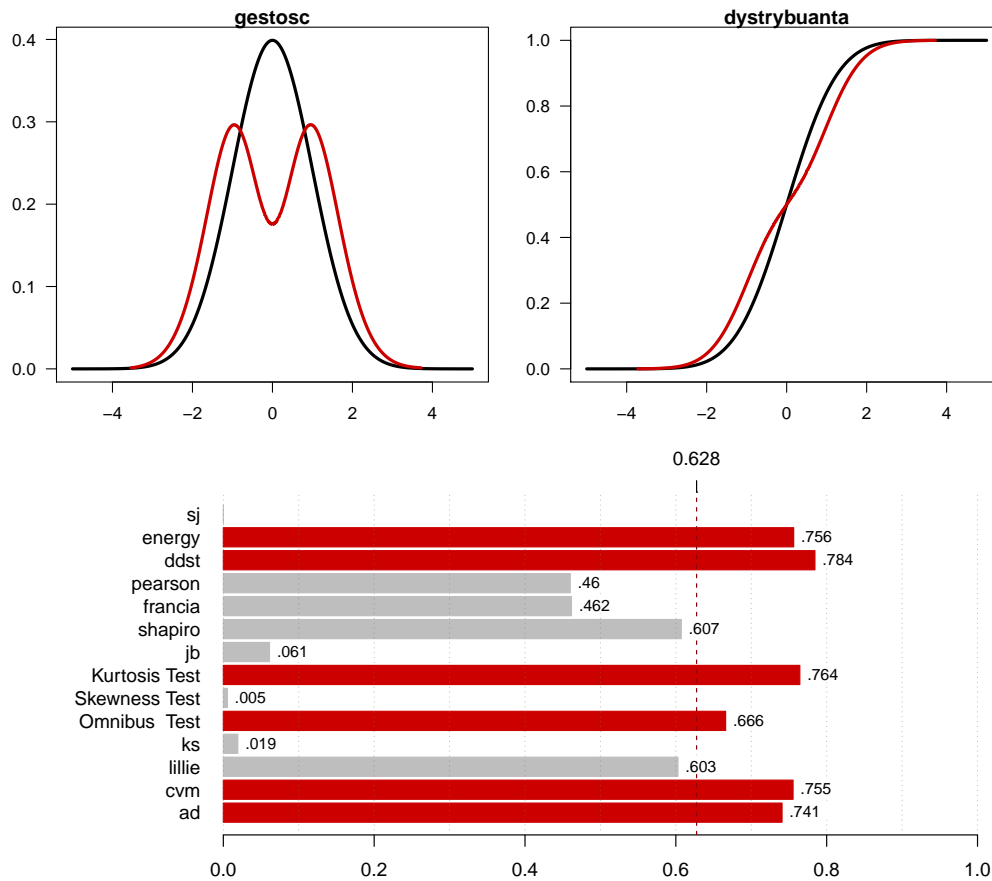 gestosc
0.4
0.3
0.2
0.1
0.0
−4 −2 0 2 4
dystrybuanta
1.0
0.8
0.6
0.4
0.2
0.0
−4 −2 0 2 4
0.628
sj
energy .756
ddst .784
pearson .46
francia .462
shapiro .607
jb .061
Kurtosis Test .764
Skewness Test .005
Omnibus Test .666
ks .019
lillie .603
cvm .755
ad .741
0.0 0.2 0.4 0.6 0.8 1.0